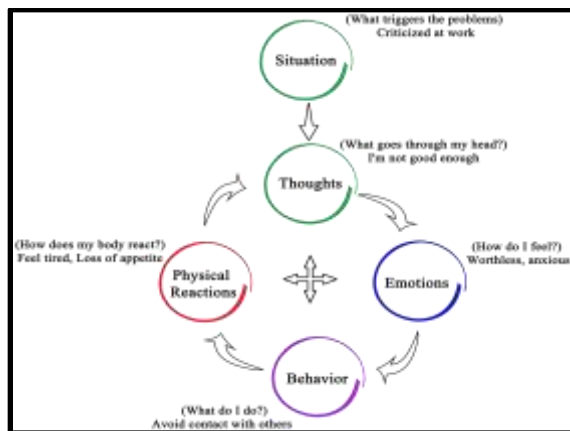 (What triggers the problems)
Criticized at work
Situation
(What goes through my head?)
I'm not good enough
Thoughts
(How does my body react?)
Feel tired, Loss of appetite
Physical
Reactions
(How do I feel?)
Worthless, anxious
Emotions
Behavior
(What do I do?)
Avoid contact with others